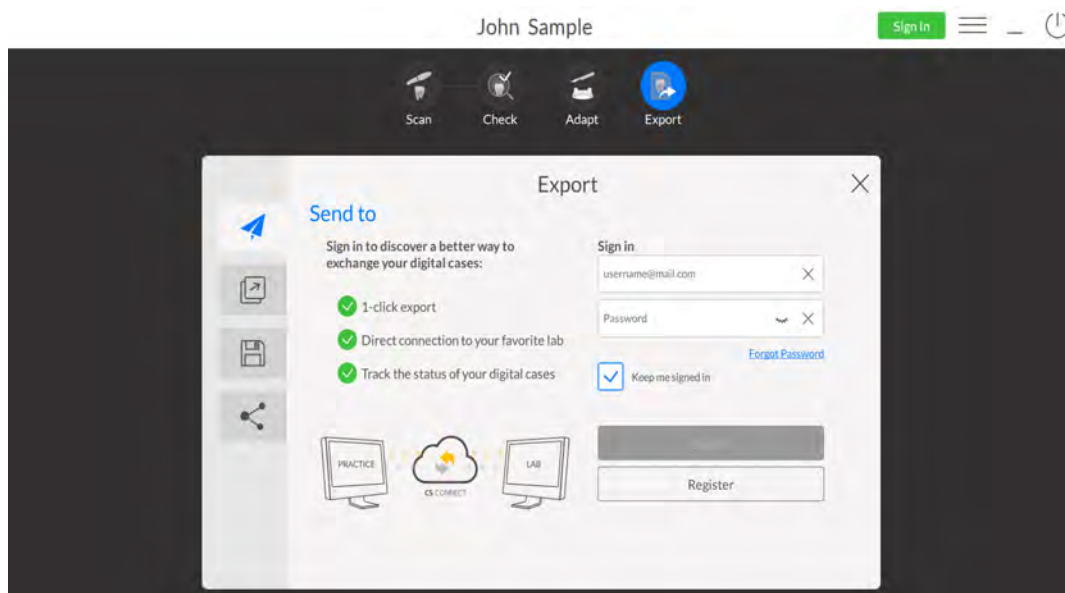 John Sample
Sign In
Scan
Check
Adapt
Export
Export
Send to
Sign in to discover a better way to
exchange your digital cases:
1-click export
Direct connection to your favorite lab
Track the status of your digital cases
PRACTICE
CS CONNECT
LAB
Sign in
username@mail.com
Password
Forgot Password
Keep me signed in
Register